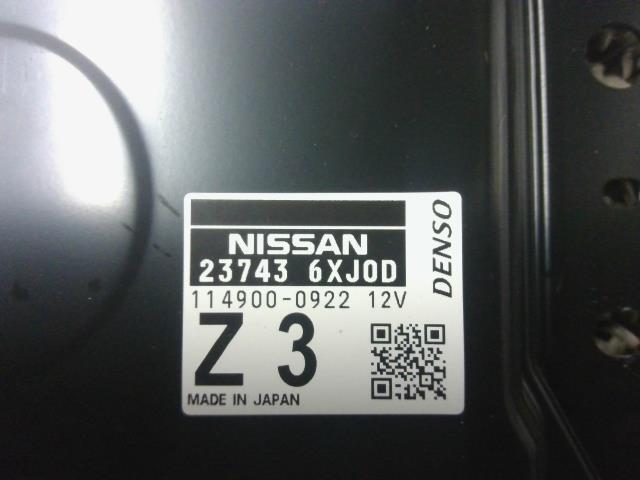 NISSAN
23743 6XJ0D
114900-0922 12V
Z 3
MADE IN JAPAN
DENSO